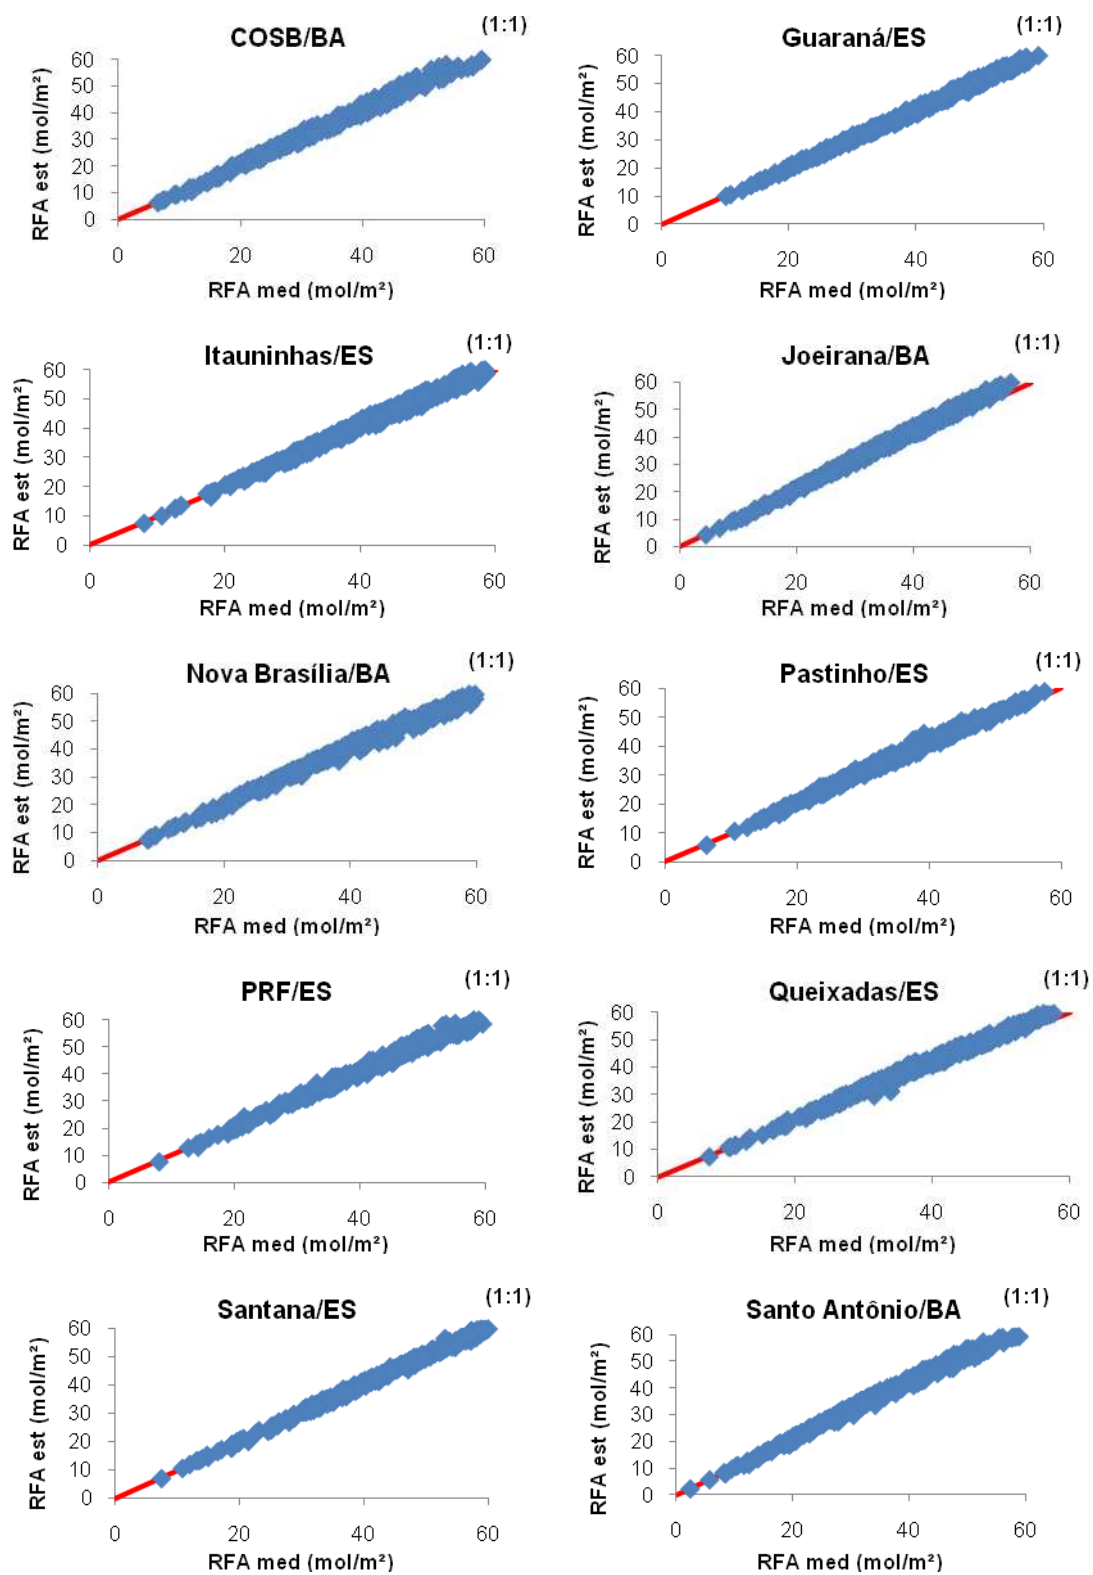 COSB/BA
(1:1)
RFA est (mol/m²)
60
50
40
30
20
10
0
0 20 40 60
RFA med (mol/m²)
Guaraná/ES
(1:1)
RFA est (mol/m²)
60
50
40
30
20
10
0
0 20 40 60
RFA med (mol/m²)
Itauninhas/ES
(1:1)
RFA est (mol/m²)
60
50
40
30
20
10
0
0 20 40 60
RFA med (mol/m²)
Joeirana/BA
(1:1)
RFA est (mol/m²)
60
50
40
30
20
10
0
0 20 40 60
RFA med (mol/m²)
Nova Brasília/BA
(1:1)
RFA est (mol/m²)
60
50
40
30
20
10
0
0 20 40 60
RFA med (mol/m²)
Pastinho/ES
(1:1)
RFA est (mol/m²)
60
50
40
30
20
10
0
0 20 40 60
RFA med (mol/m²)
PRF/ES
(1:1)
RFA est (mol/m²)
60
50
40
30
20
10
0
0 20 40 60
RFA med (mol/m²)
Queixadas/ES
(1:1)
RFA est (mol/m²)
60
50
40
30
20
10
0
0 20 40 60
RFA med (mol/m²)
Santana/ES
(1:1)
RFA est (mol/m²)
60
50
40
30
20
10
0
0 20 40 60
RFA med (mol/m²)
Santo Antônio/BA
(1:1)
RFA est (mol/m²)
60
50
40
30
20
10
0
0 20 40 60
RFA med (mol/m²)